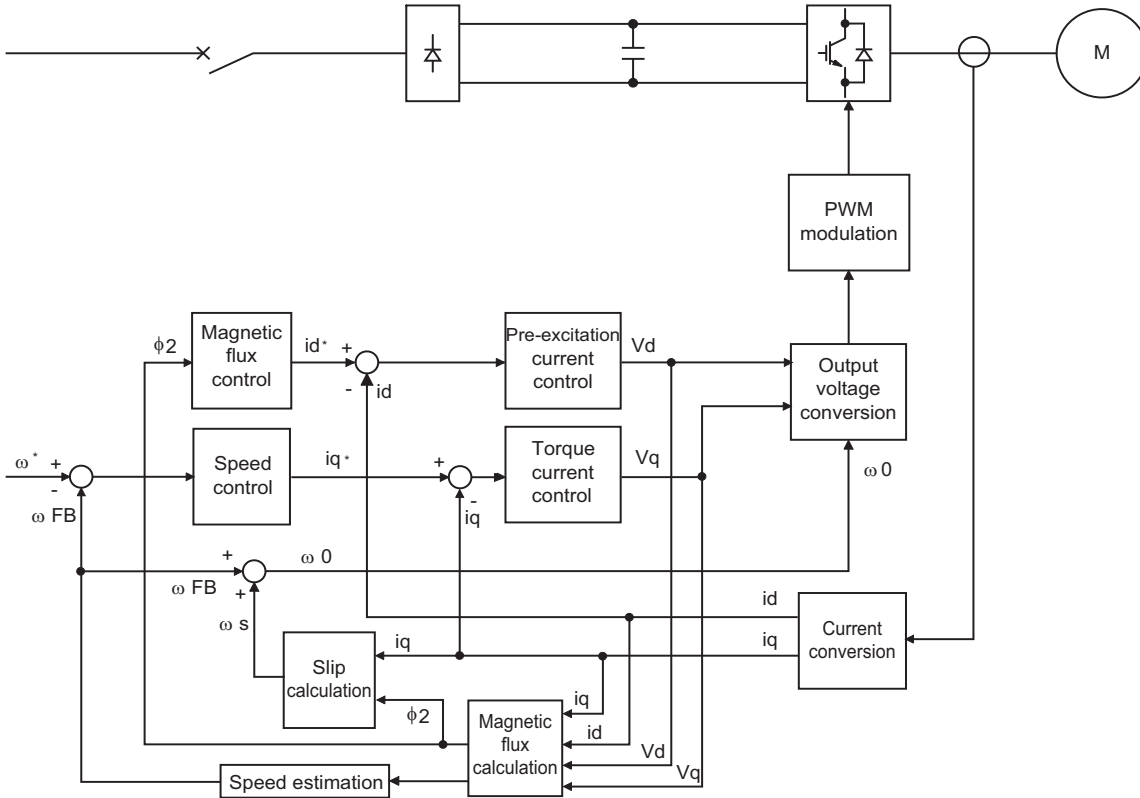 M
PWM
modulation
ϕ2
Magnetic
flux
control
id*
+
-
id
Pre-excitation
current
control
Vd
Output
voltage
conversion
ω*
+
-
ω FB
Speed
control
iq*
+
-
iq
Torque
current
control
Vq
ω 0
+
ω FB
+
ω s
ω 0
id
iq
Current
conversion
Slip
calculation
iq
ϕ2
Magnetic
flux
calculation
iq
id
Vd
Vq
Speed estimation